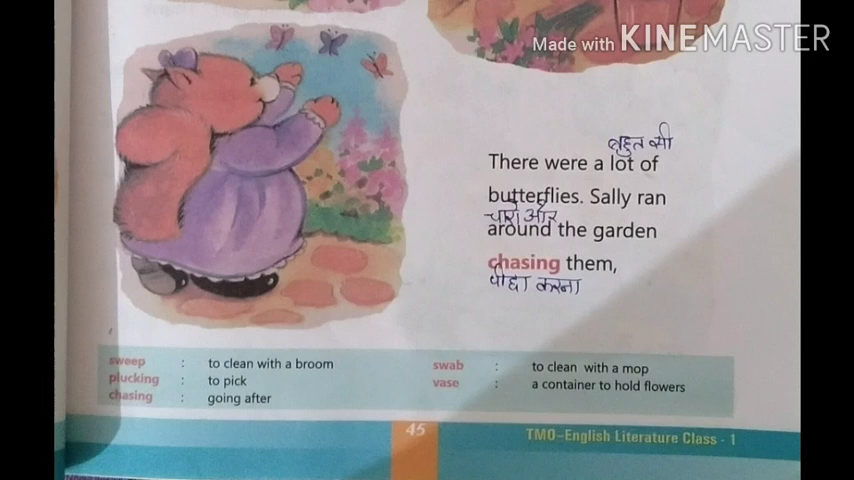 Made with KINEMASTER
बहुत सी
There were a lot of
butterflies. Sally ran
चारों ओर
around the garden
chasing them,
पीछा करना
sweep : to clean with a broom
plucking : to pick
chasing : going after
swab : to clean with a mop
vase : a container to hold flowers
45
TMO-English Literature Class - 1